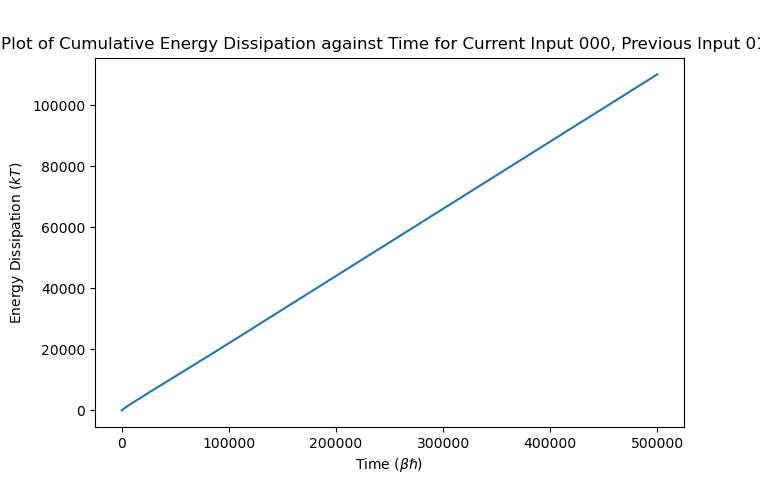 Plot of Cumulative Energy Dissipation against Time for Current Input 000, Previous Input 01
100000
80000
60000
40000
20000
0
Energy Dissipation (kT)
0 100000 200000 300000 400000 500000
Time (βħ)